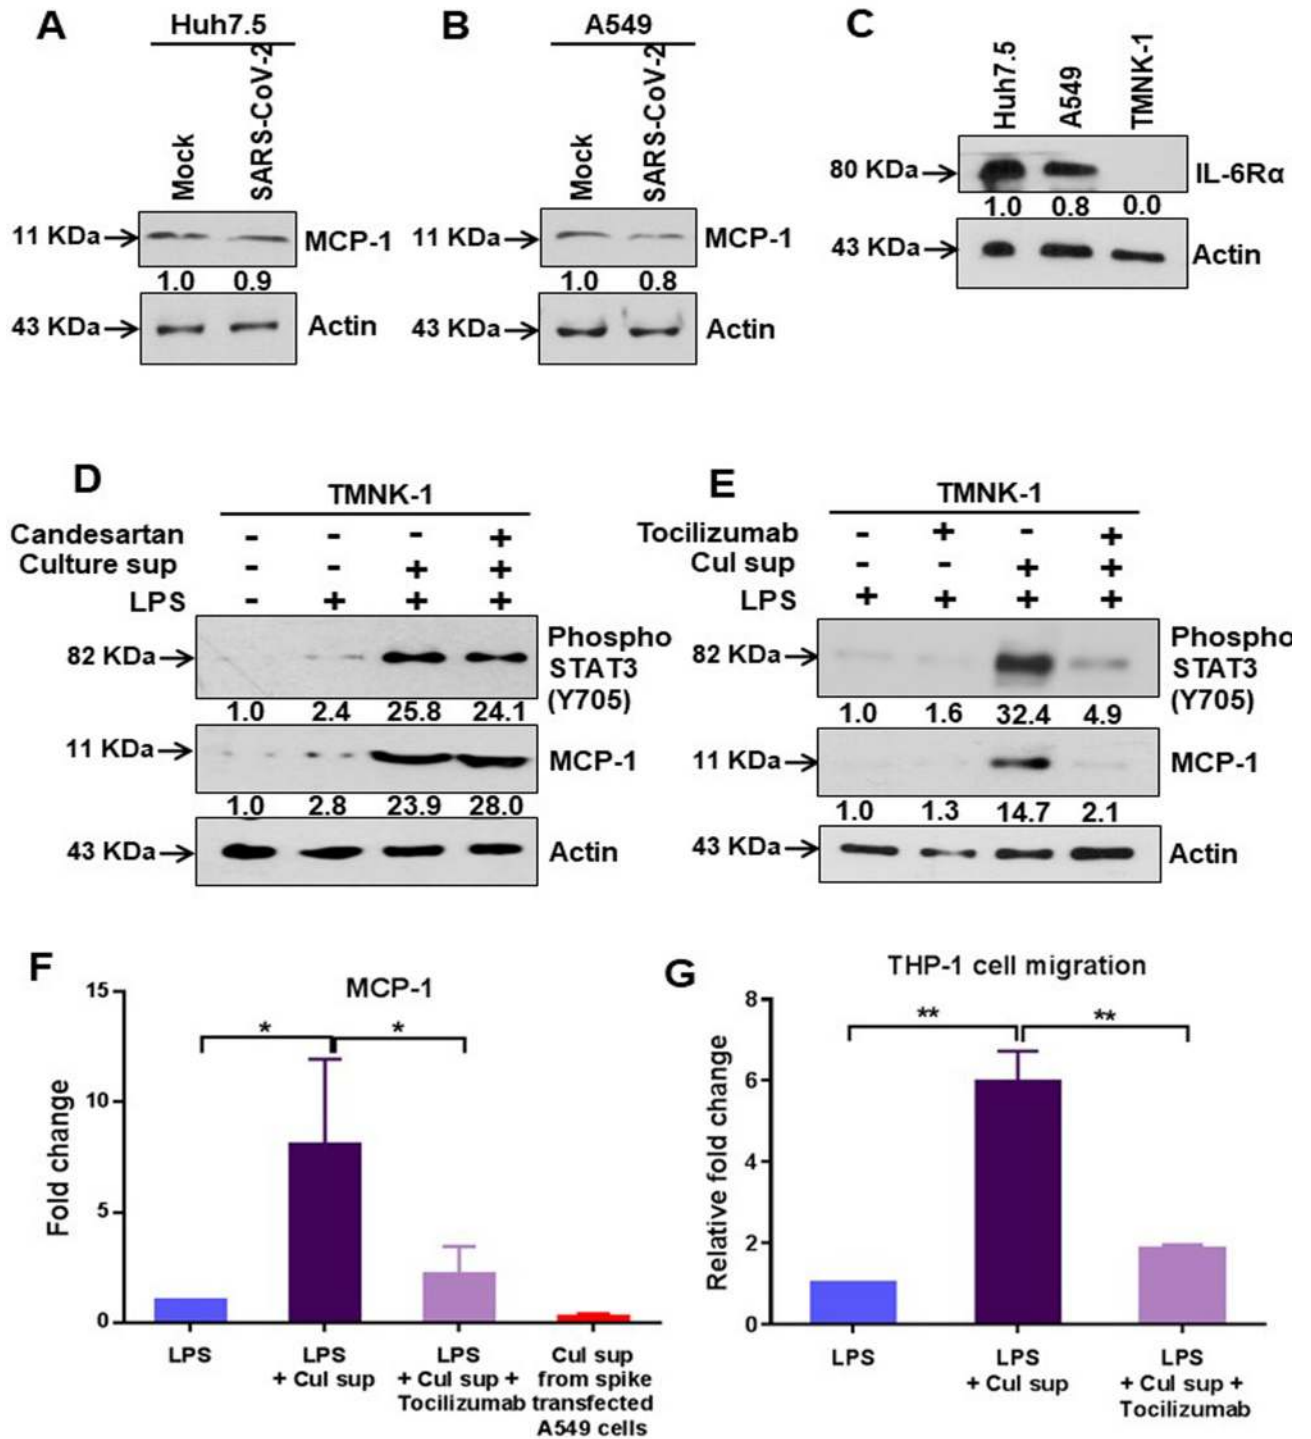 A
Huh7.5
Mock
SARS-CoV-2
11 KDa
MCP-1
1.0 0.9
43 KDa
Actin
B
A549
Mock
SARS-CoV-2
11 KDa
MCP-1
1.0 0.8
43 KDa
Actin
C
Huh7.5
A549
TMNK-1
80 KDa
IL-6Rα
1.0 0.8 0.0
43 KDa
Actin
D
TMNK-1
Candesartan - - - +
Culture sup - - + +
LPS - + + +
82 KDa
Phospho
STAT3
(Y705)
1.0 2.4 25.8 24.1
11 KDa
MCP-1
1.0 2.8 23.9 28.0
43 KDa
Actin
E
TMNK-1
Tocilizumab - + - +
Cul sup - - + +
LPS + + + +
82 KDa
Phospho
STAT3
(Y705)
1.0 1.6 32.4 4.9
11 KDa
MCP-1
1.0 1.3 14.7 2.1
43 KDa
Actin
F
MCP-1
Fold change
15
10
5
0
* *
LPS
LPS
+ Cul sup
LPS
+ Cul sup +
Tocilizumab
Cul sup
from spike
transfected
A549 cells
G
THP-1 cell migration
Relative fold change
8
6
4
2
0
** **
LPS
LPS
+ Cul sup
LPS
+ Cul sup +
Tocilizumab